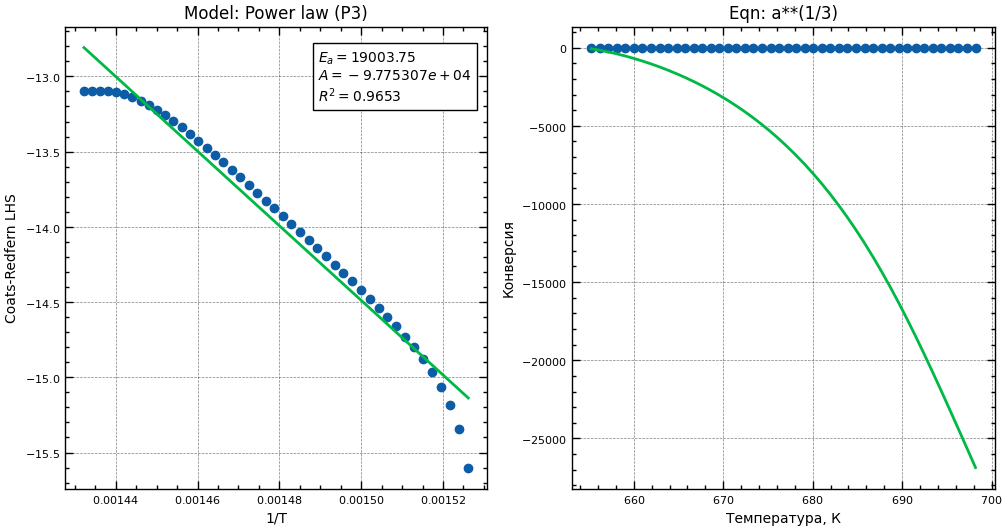 Model: Power law (P3)
Coats-Redfern LHS
−13.0
−13.5
−14.0
−14.5
−15.0
−15.5
E_a = 19003.75
A = − 9.775307e + 04
R² = 0.9653
0.00144 0.00146 0.00148 0.00150 0.00152
1/T
Eqn: a**(1/3)
Конверсия
0
−5000
−10000
−15000
−20000
−25000
660 670 680 690 700
Температура, К